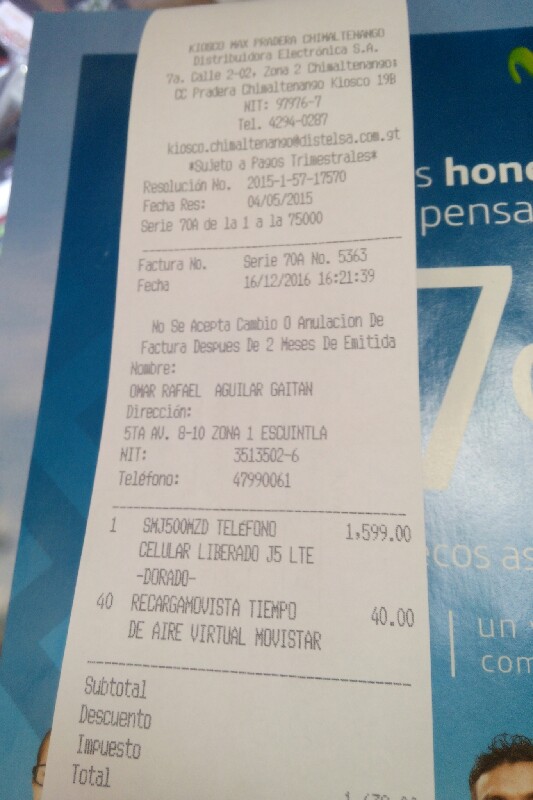 KIOSCO MAX PRADERA CHIMALTENANGO
Distribuidora Electrónica S.A.
7a. Calle 2-02, Zona 2 Chimaltenango;
CC Pradera Chimaltenango Kiosco 19B
NIT: 97976-7
Tel. 4294-0287
kiosco.chimaltenango@distelsa.com.gt
*Sujeto a Pagos Trimestrales*
Resolución No. 2015-1-57-17570
Fecha Res: 04/05/2015
Serie 70A de la 1 a la 75000
Factura No. Serie 70A No. 5363
Fecha 16/12/2016 16:21:39
No Se Acepta Cambio O Anulacion De
Factura Despues De 2 Meses De Emitida
Nombre:
OMAR RAFAEL AGUILAR GAITAN
Dirección:
5TA AV. 8-10 ZONA 1 ESCUINTLA
NIT: 3513502-6
Teléfono: 47990061
1 SMJ500MZD TELéFONO 1,599.00
CELULAR LIBERADO J5 LTE
-DORADO-
40 RECARGAMOVISTA TIEMPO 40.00
DE AIRE VIRTUAL MOVISTAR
Subtotal
Descuento
Impuesto
Total
s hon
pensa
7
ecos as
un
com